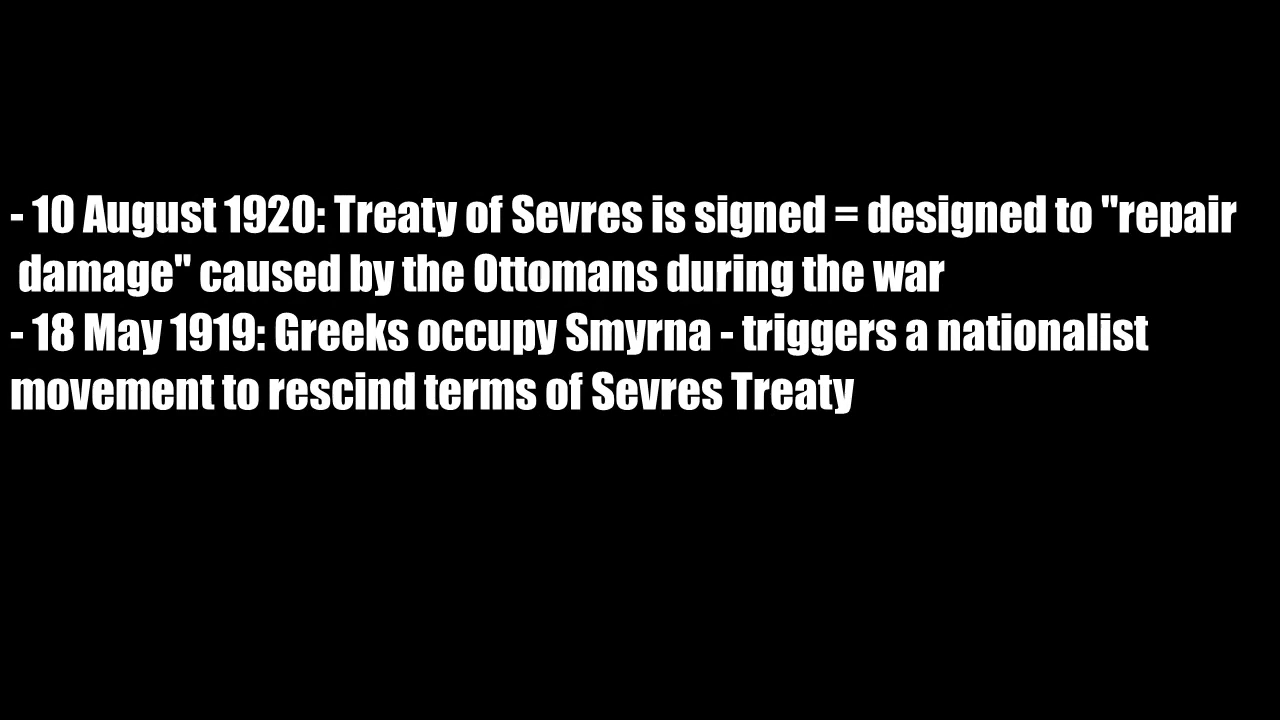 - 10 August 1920: Treaty of Sevres is signed = designed to "repair
damage" caused by the Ottomans during the war
- 18 May 1919: Greeks occupy Smyrna - triggers a nationalist
movement to rescind terms of Sevres Treaty